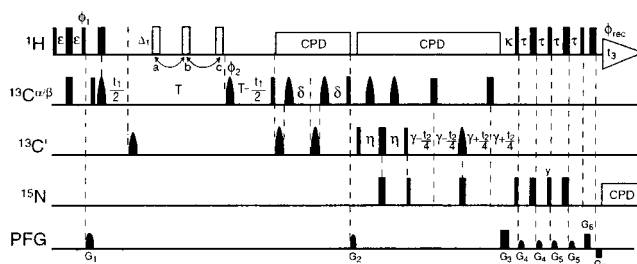 ϕ₁ ϕrec
¹H ε ε Δ₁ CPD CPD κ τ τ τ τ t₃
a b c
ϕ₂
¹³Cα/β t₁/2 T T- t₁/2 δ δ
¹³C' η η γ-t₂/4 γ-t₂/4 γ+t₂/4 γ+t₂/4
y
¹⁵N CPD
G₆
PFG
G₁ G₂ G₃ G₄ G₄ G₅ G₅